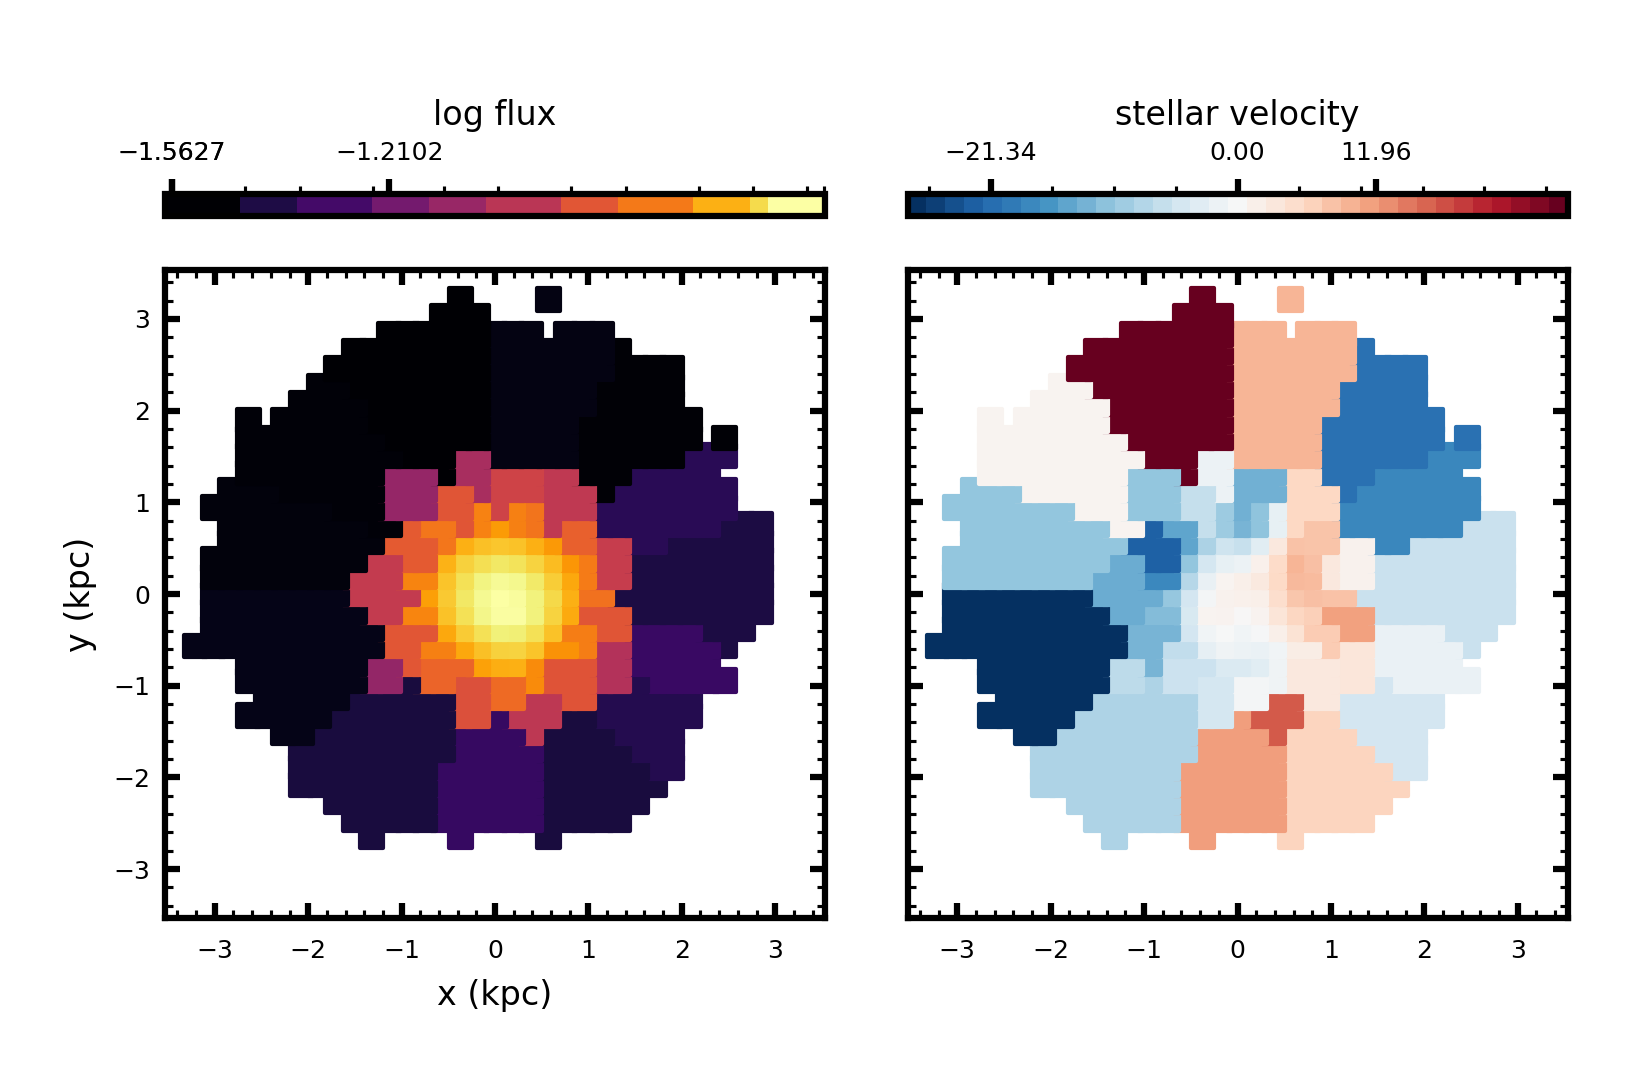 log flux
stellar velocity
−1.5627 −1.2102
−21.34 0.00 11.96
3
2
1
0
−1
−2
−3
y (kpc)
−3 −2 −1 0 1 2 3
−3 −2 −1 0 1 2 3
x (kpc)